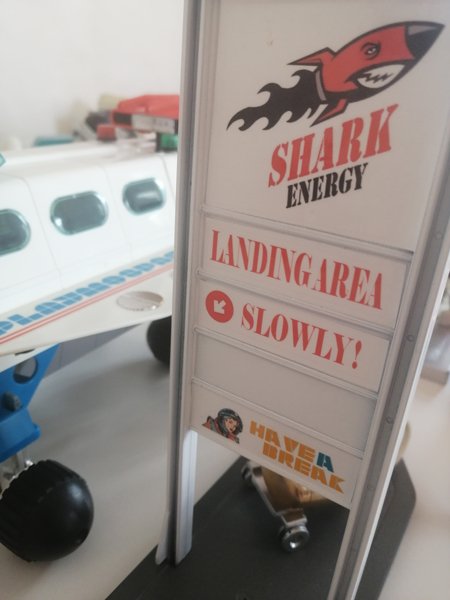 SHARK
ENERGY
LANDINGAREA
SLOWLY!
HAVE A
BREAK